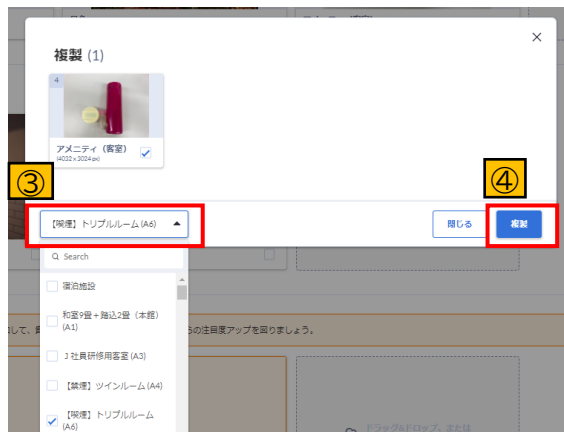 複製 (1)
4
アメニティ（客室）
(4032 x 3024 px)
③
④
【喫煙】トリプルルーム (A6)
閉じる
複製
Search
宿泊施設
和室9畳＋踏込2畳（本館）
(A1)
J 社員研修用客室 (A3)
らの注目度アップを図りましょう。
【禁煙】ツインルーム (A4)
【喫煙】トリプルルーム
(A6)
ドラッグ&ドロップ、または